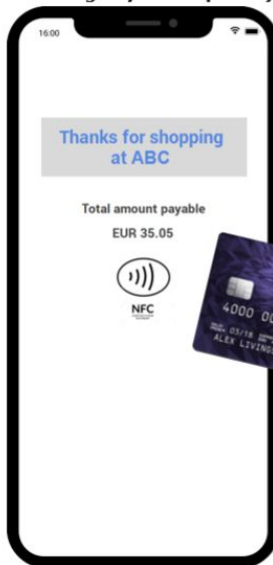 16:00
Thanks for shopping
at ABC
Total amount payable
EUR 35.05
NFC
4000 00
03/18
ALEX LIVING